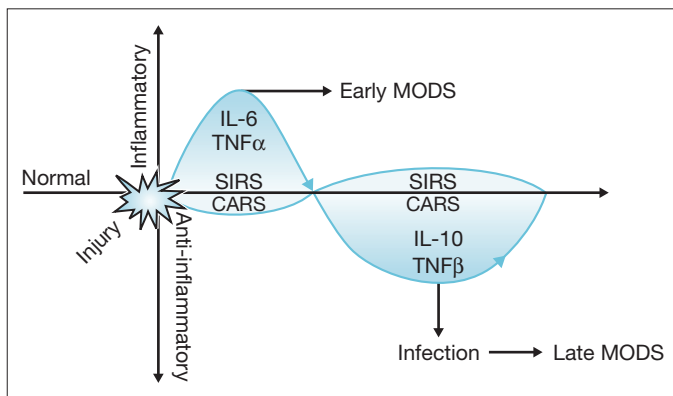 Inflammatory
Early MODS
IL-6
TNFα
Normal
SIRS
SIRS
CARS
CARS
Injury
Anti-inflammatory
IL-10
TNFβ
Infection
Late MODS